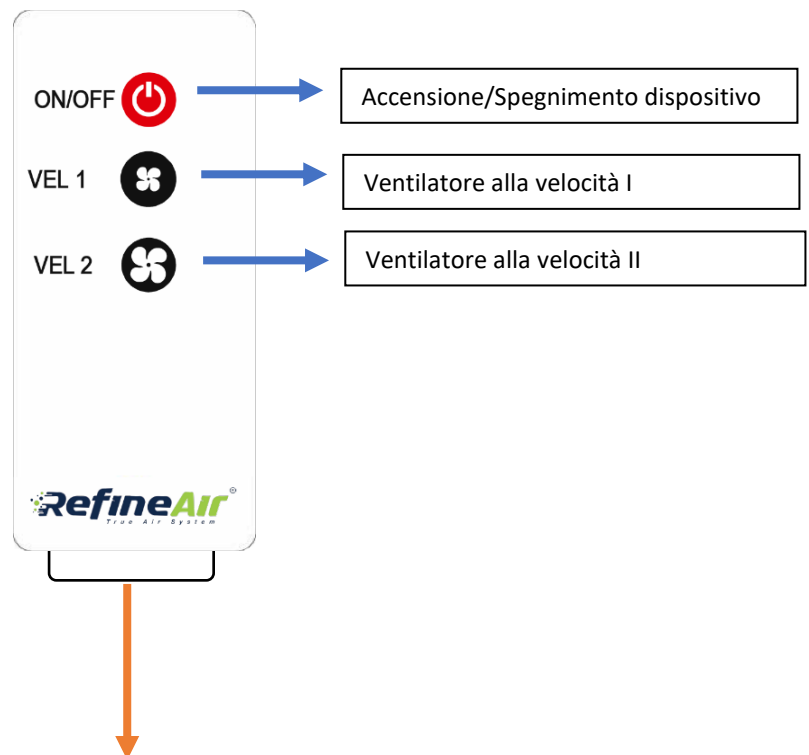 ON/OFF Accensione/Spegnimento dispositivo
VEL 1 Ventilatore alla velocità I
VEL 2 Ventilatore alla velocità II
RefineAir®
True Air System